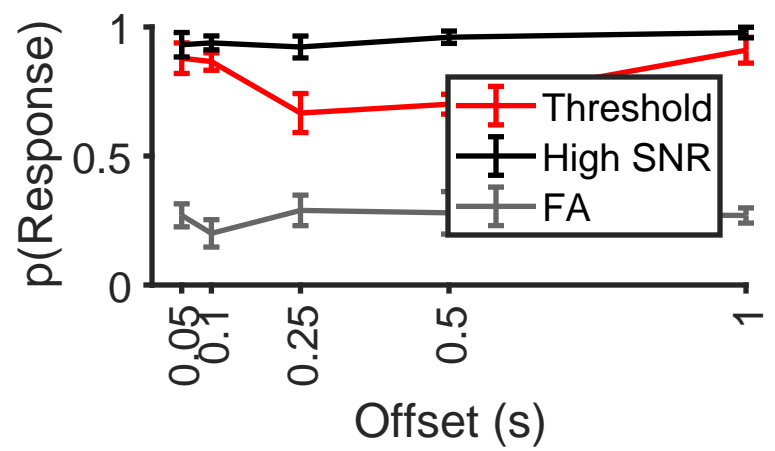 p(Response)
1
0.5
0
Threshold
High SNR
FA
0.05
0.1
0.25
0.5
1
Offset (s)